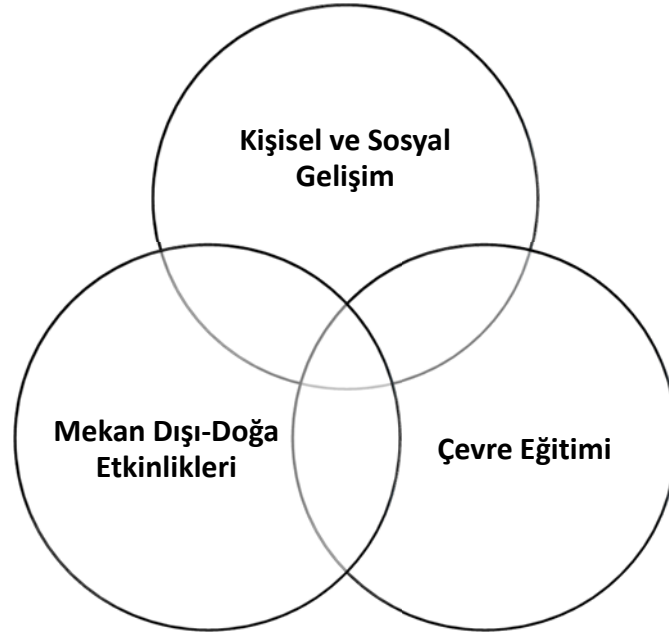 Kişisel ve Sosyal
Gelişim
Mekan Dışı-Doğa
Etkinlikleri
Çevre Eğitimi